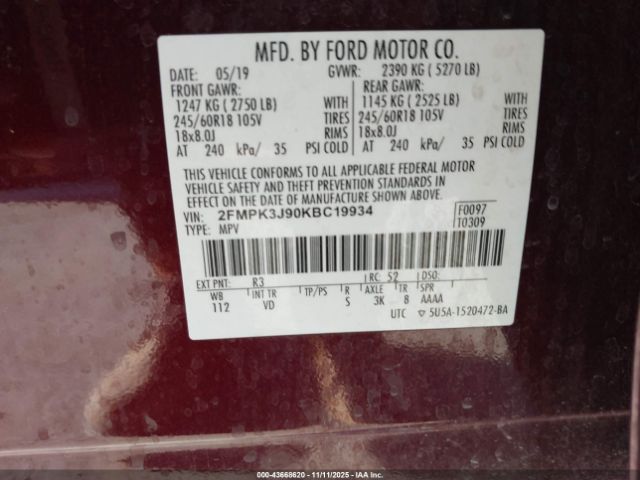 MFD. BY FORD MOTOR CO.
DATE: 05/19 GVWR: 2390 KG ( 5270 LB)
FRONT GAWR: REAR GAWR:
1247 KG ( 2750 LB) WITH 1145 KG ( 2525 LB) WITH
245/60R18 105V TIRES 245/60R18 105V TIRES
18x8.0J RIMS 18x8.0J RIMS
AT 240 kPa/ 35 PSI COLD AT 240 kPa/ 35 PSI COLD
THIS VEHICLE CONFORMS TO ALL APPLICABLE FEDERAL MOTOR
VEHICLE SAFETY AND THEFT PREVENTION STANDARDS IN
EFFECT ON THE DATE OF MANUFACTURE SHOWN ABOVE.
VIN: 2FMPK3J90KBC19934 F0097
TYPE: MPV T0309
EXT PNT: R3 RC: 52 DSO:
WB INT TR TP/PS R AXLE TR SPR
112 VD S 3K 8 AAAA
UTC 5U5A-1520472-BA
000-43668620 - 11/11/2025 - IAA Inc.